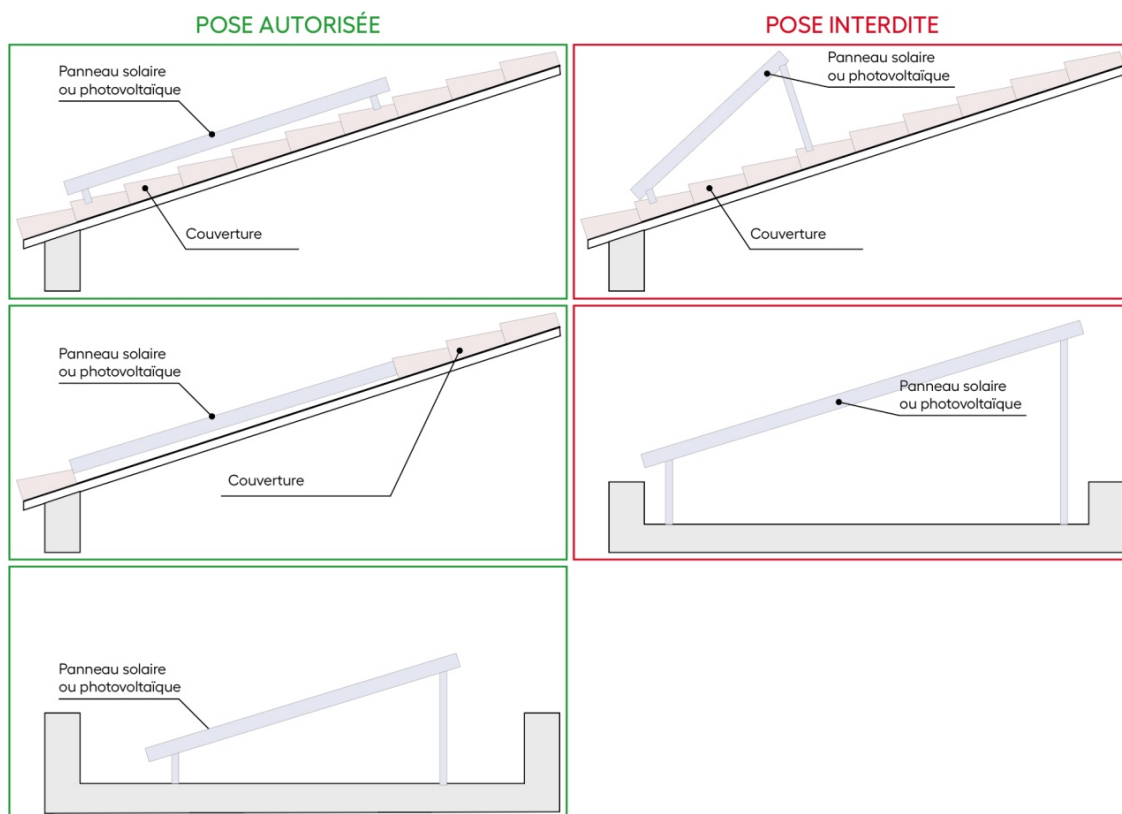 POSE AUTORISÉE
POSE INTERDITE
Panneau solaire
ou photovoltaïque
Couverture
Panneau solaire
ou photovoltaïque
Couverture
Panneau solaire
ou photovoltaïque
Couverture
Panneau solaire
ou photovoltaïque
Panneau solaire
ou photovoltaïque